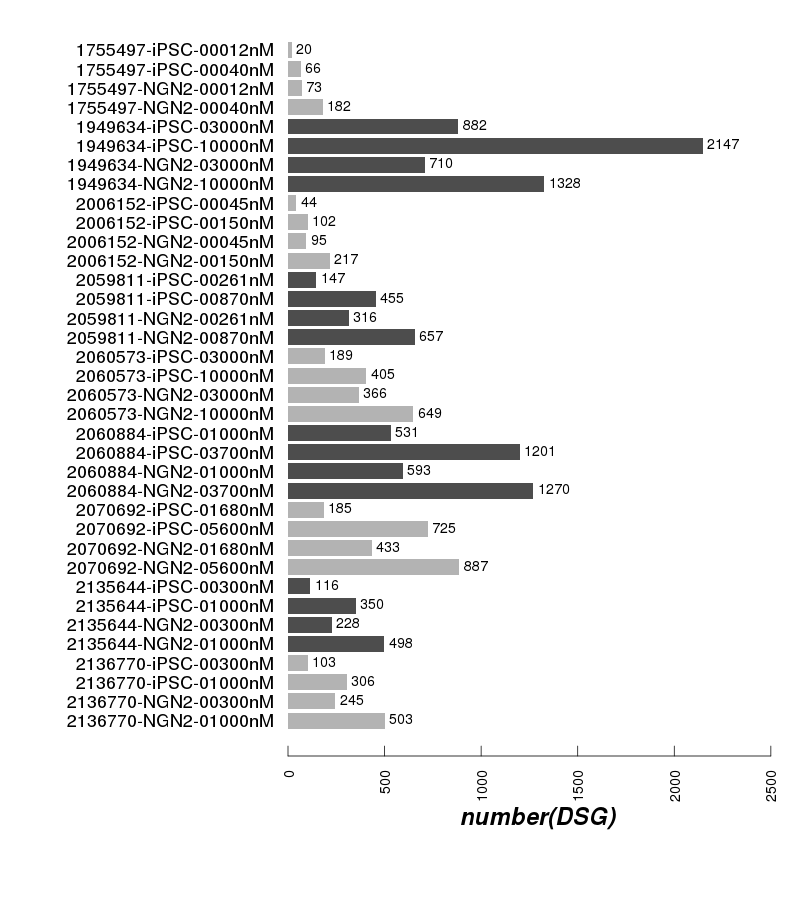 1755497-iPSC-00012nM 20
1755497-iPSC-00040nM 66
1755497-NGN2-00012nM 73
1755497-NGN2-00040nM 182
1949634-iPSC-03000nM 882
1949634-iPSC-10000nM 2147
1949634-NGN2-03000nM 710
1949634-NGN2-10000nM 1328
2006152-iPSC-00045nM 44
2006152-iPSC-00150nM 102
2006152-NGN2-00045nM 95
2006152-NGN2-00150nM 217
2059811-iPSC-00261nM 147
2059811-iPSC-00870nM 455
2059811-NGN2-00261nM 316
2059811-NGN2-00870nM 657
2060573-iPSC-03000nM 189
2060573-iPSC-10000nM 405
2060573-NGN2-03000nM 366
2060573-NGN2-10000nM 649
2060884-iPSC-01000nM 531
2060884-iPSC-03700nM 1201
2060884-NGN2-01000nM 593
2060884-NGN2-03700nM 1270
2070692-iPSC-01680nM 185
2070692-iPSC-05600nM 725
2070692-NGN2-01680nM 433
2070692-NGN2-05600nM 887
2135644-iPSC-00300nM 116
2135644-iPSC-01000nM 350
2135644-NGN2-00300nM 228
2135644-NGN2-01000nM 498
2136770-iPSC-00300nM 103
2136770-iPSC-01000nM 306
2136770-NGN2-00300nM 245
2136770-NGN2-01000nM 503
0 500 1000 1500 2000 2500
number(DSG)